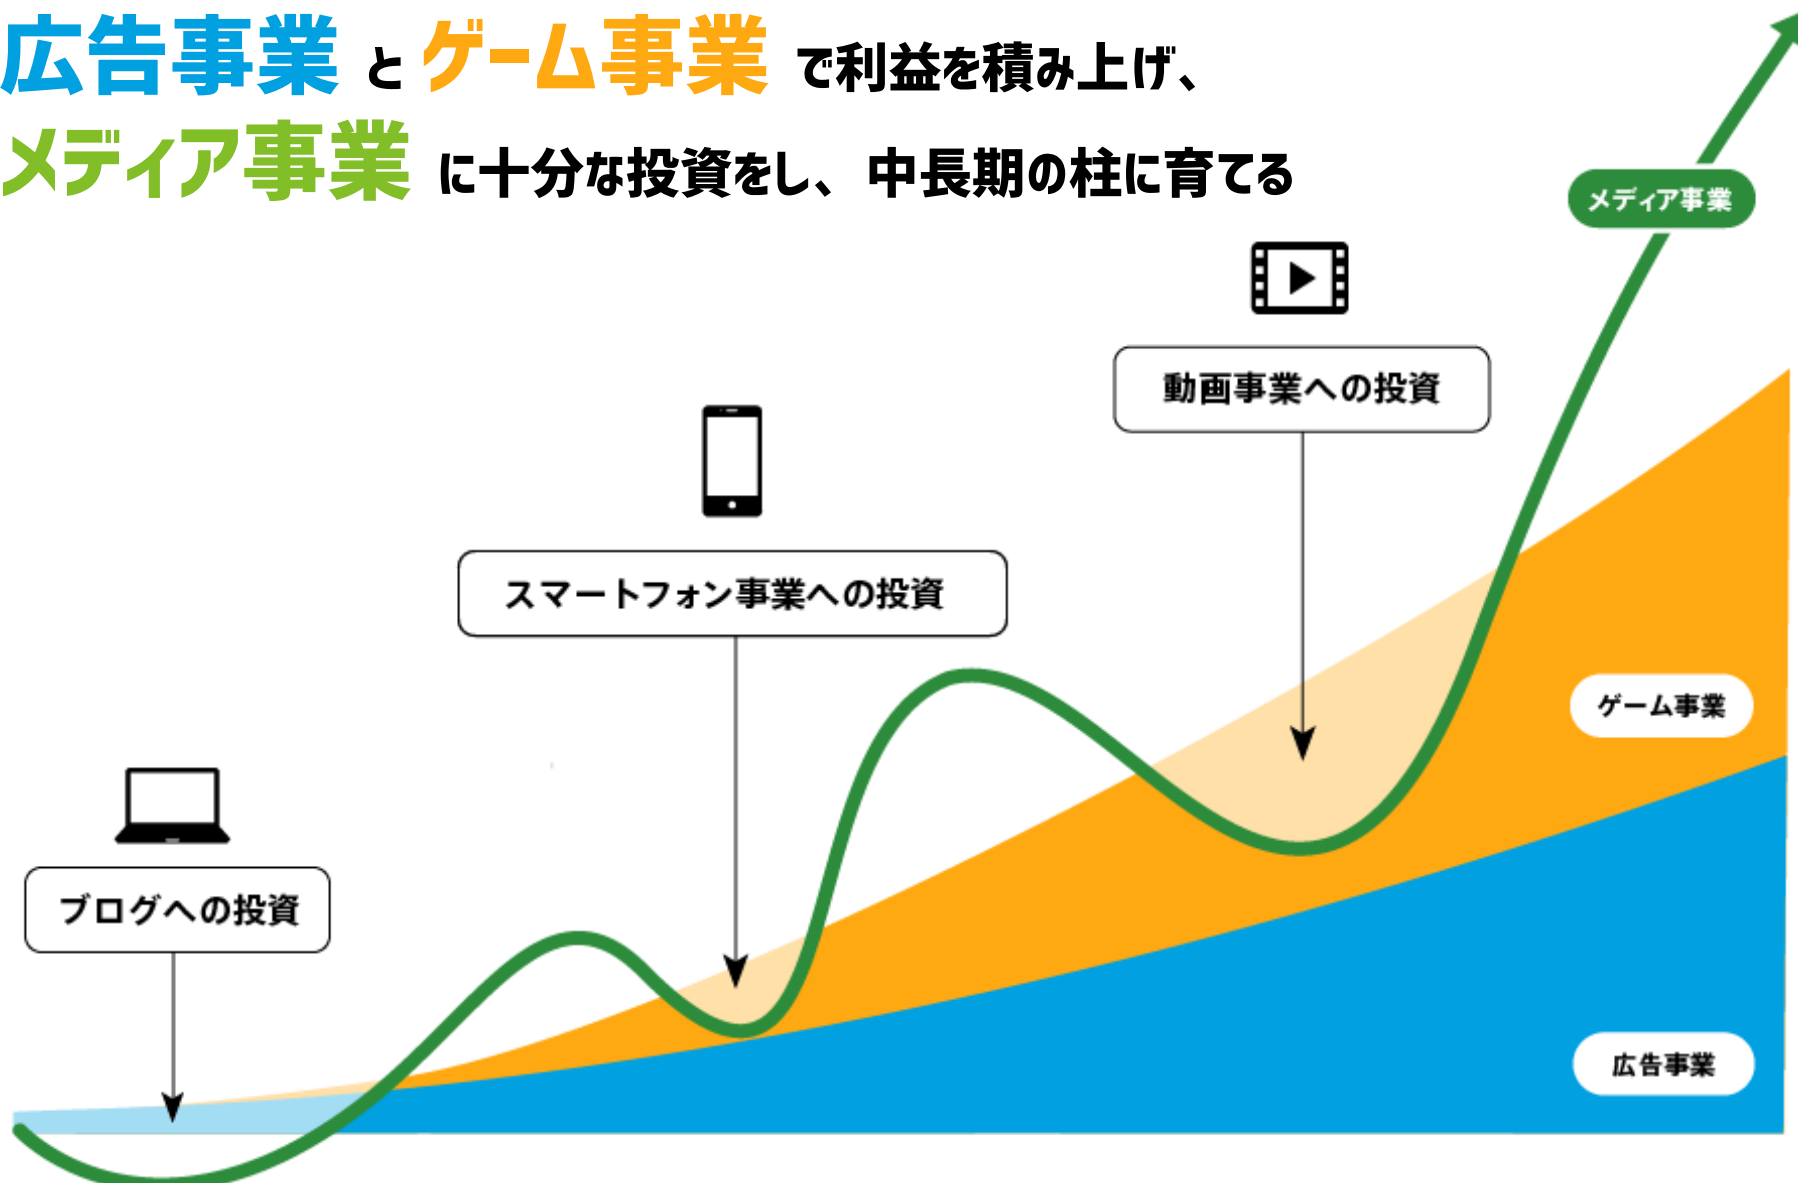 広告事業 と ゲーム事業 で利益を積み上げ、
メディア事業 に十分な投資をし、中長期の柱に育てる
メディア事業
動画事業への投資
スマートフォン事業への投資
ゲーム事業
ブログへの投資
広告事業